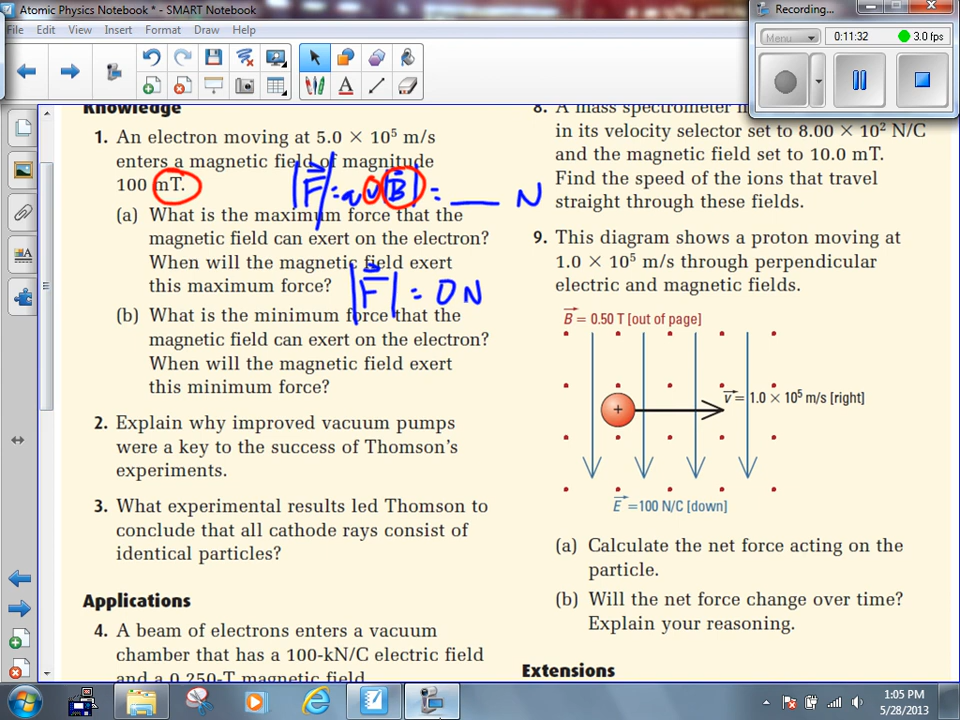 Atomic Physics Notebook * - SMART Notebook
File Edit View Insert Format Draw Help
Recording...
Menu
0:11:32
3.0 fps
Knowledge
1. An electron moving at 5.0 × 10⁵ m/s
enters a magnetic field of magnitude
100 mT.
|F⃗| = qv|B⃗| = ___ N
(a) What is the maximum force that the
magnetic field can exert on the electron?
When will the magnetic field exert
this maximum force?
|F⃗| = 0 N
(b) What is the minimum force that the
magnetic field can exert on the electron?
When will the magnetic field exert
this minimum force?
2. Explain why improved vacuum pumps
were a key to the success of Thomson's
experiments.
3. What experimental results led Thomson to
conclude that all cathode rays consist of
identical particles?
Applications
4. A beam of electrons enters a vacuum
chamber that has a 100-kN/C electric field
and a 0.250-T magnetic field.
8. A mass spectrometer
in its velocity selector set to 8.00 × 10² N/C
and the magnetic field set to 10.0 mT.
Find the speed of the ions that travel
straight through these fields.
9. This diagram shows a proton moving at
1.0 × 10⁵ m/s through perpendicular
electric and magnetic fields.
B⃗ = 0.50 T [out of page]
+
v⃗ = 1.0 × 10⁵ m/s [right]
E⃗ =100 N/C [down]
(a) Calculate the net force acting on the
particle.
(b) Will the net force change over time?
Explain your reasoning.
Extensions
1:05 PM
5/28/2013